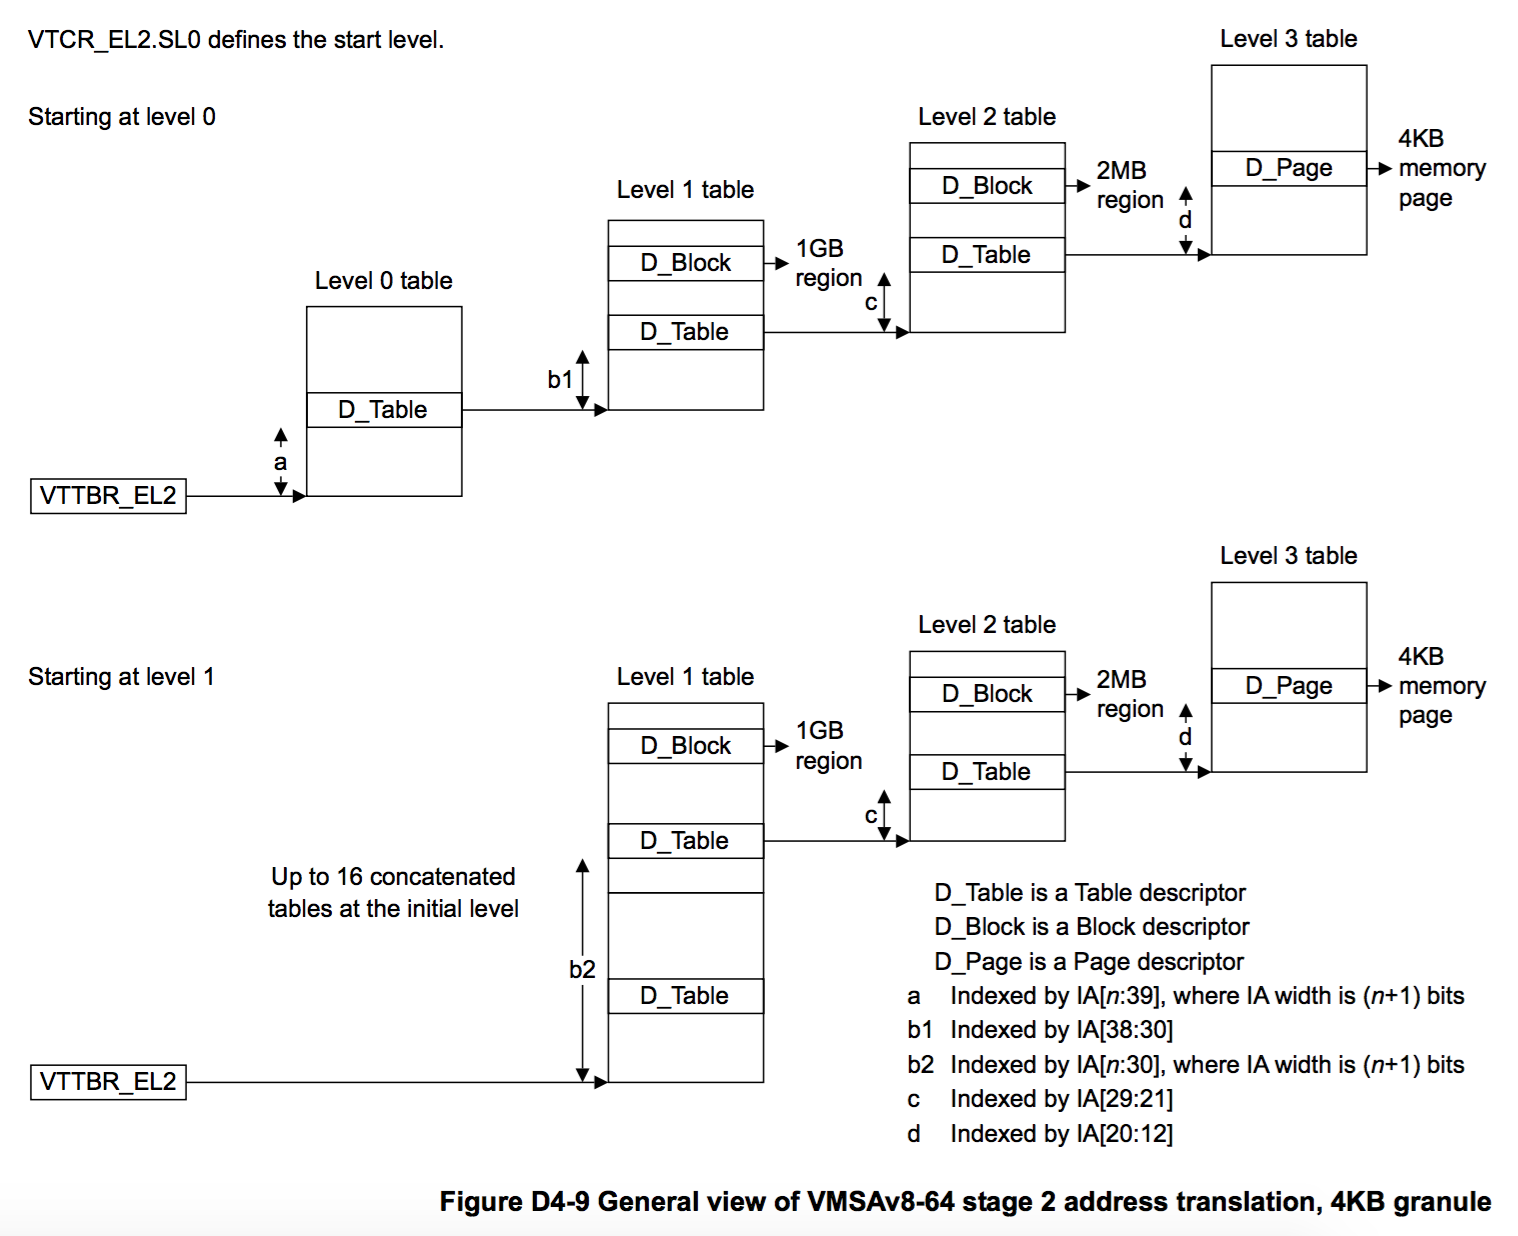 VTCR_EL2.SL0 defines the start level.
Starting at level 0
Level 3 table
D_Page
4KB
memory
page
Level 2 table
D_Block
2MB
region
D_Table
d
Level 1 table
D_Block
1GB
region
D_Table
c
Level 0 table
D_Table
b1
a
VTTBR_EL2
Starting at level 1
Level 3 table
D_Page
4KB
memory
page
Level 2 table
D_Block
2MB
region
D_Table
d
Level 1 table
D_Block
1GB
region
D_Table
c
Up to 16 concatenated
tables at the initial level
b2
D_Table
VTTBR_EL2
D_Table is a Table descriptor
D_Block is a Block descriptor
D_Page is a Page descriptor
a Indexed by IA[n:39], where IA width is (n+1) bits
b1 Indexed by IA[38:30]
b2 Indexed by IA[n:30], where IA width is (n+1) bits
c Indexed by IA[29:21]
d Indexed by IA[20:12]
Figure D4-9 General view of VMSAv8-64 stage 2 address translation, 4KB granule